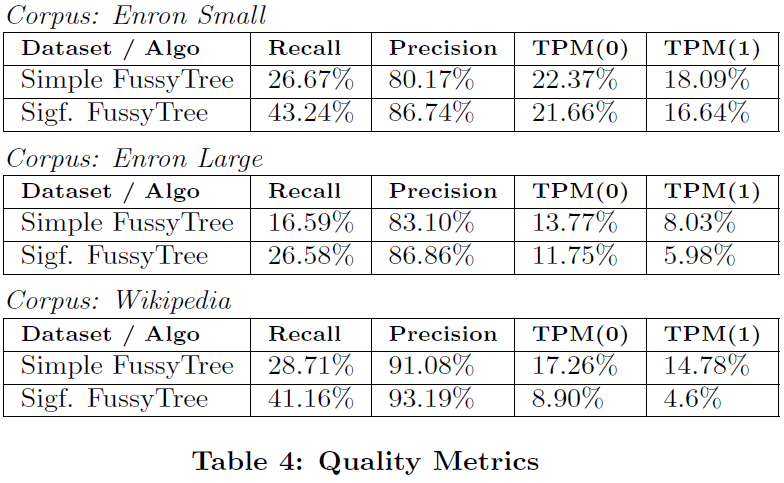 Corpus: Enron Small
Dataset / Algo Recall Precision TPM(0) TPM(1)
Simple FussyTree 26.67% 80.17% 22.37% 18.09%
Sigf. FussyTree 43.24% 86.74% 21.66% 16.64%
Corpus: Enron Large
Dataset / Algo Recall Precision TPM(0) TPM(1)
Simple FussyTree 16.59% 83.10% 13.77% 8.03%
Sigf. FussyTree 26.58% 86.86% 11.75% 5.98%
Corpus: Wikipedia
Dataset / Algo Recall Precision TPM(0) TPM(1)
Simple FussyTree 28.71% 91.08% 17.26% 14.78%
Sigf. FussyTree 41.16% 93.19% 8.90% 4.6%
Table 4: Quality Metrics